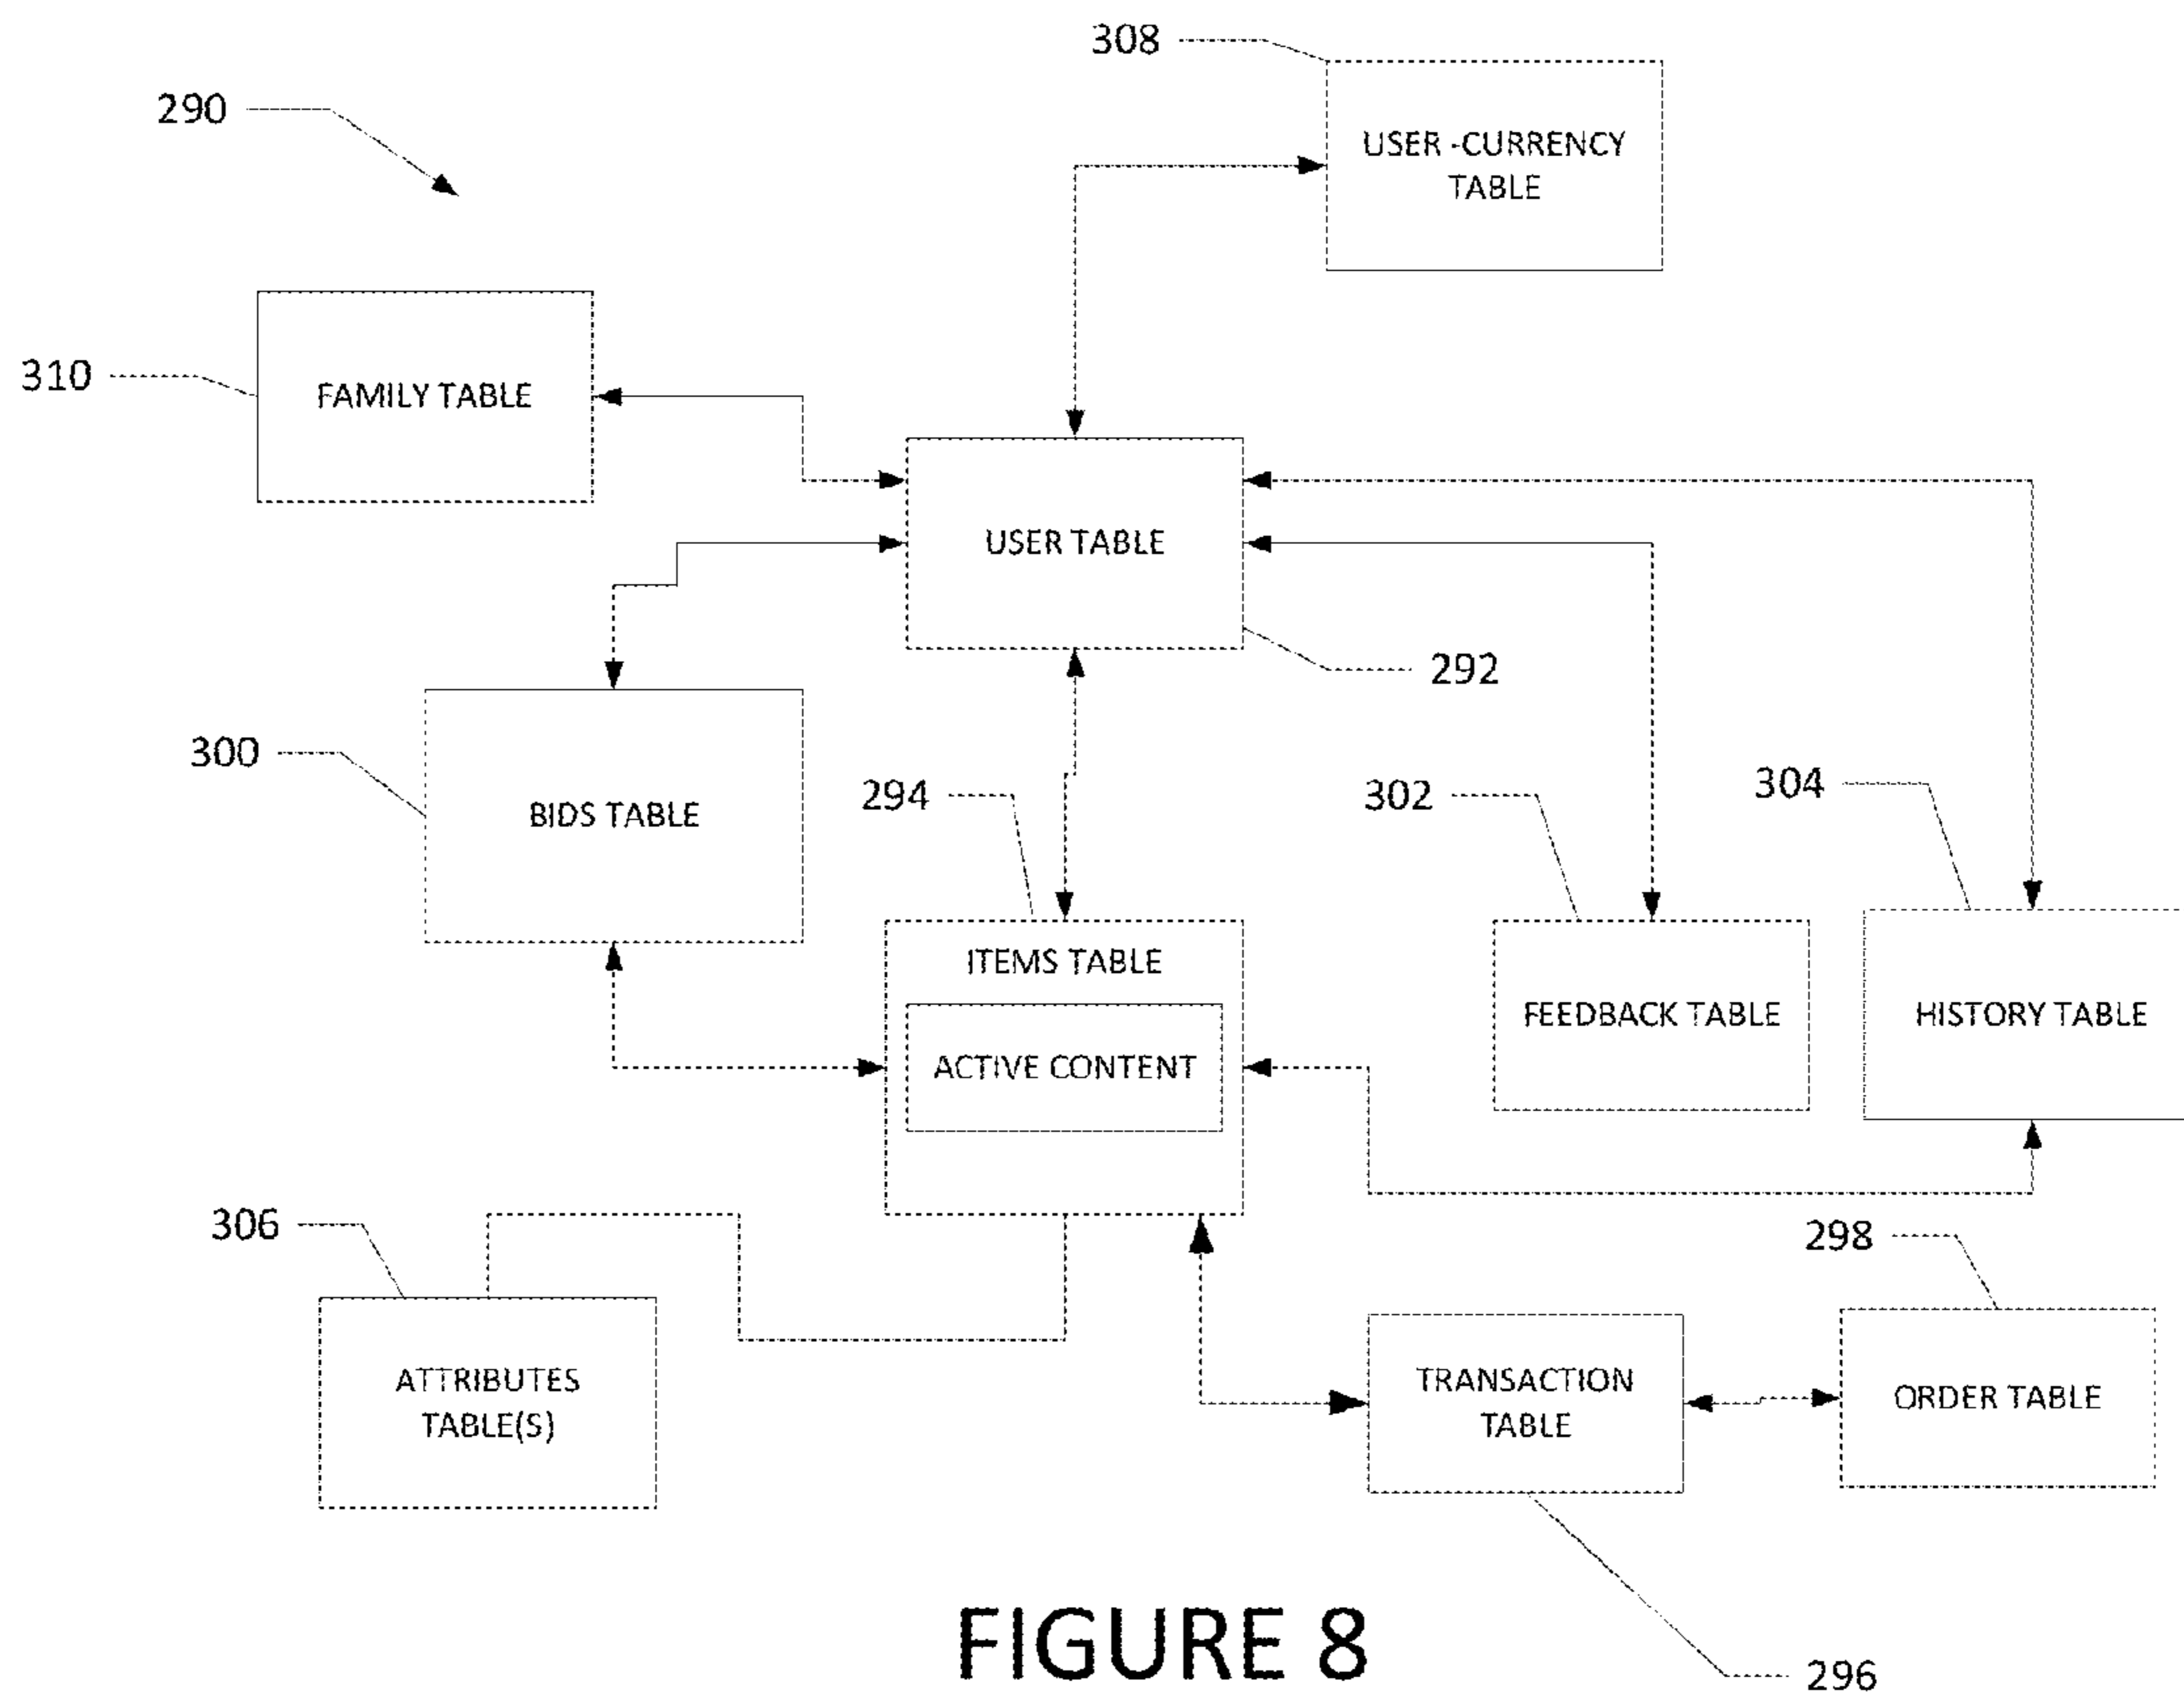 308
290
USER -CURRENCY
TABLE
310
FAMILY TABLE
USER TABLE
292
300
BIDS TABLE
294
302
304
ITEMS TABLE
ACTIVE CONTENT
FEEDBACK TABLE
HISTORY TABLE
306
298
ATTRIBUTES
TABLE(S)
TRANSACTION
TABLE
ORDER TABLE
FIGURE 8
296